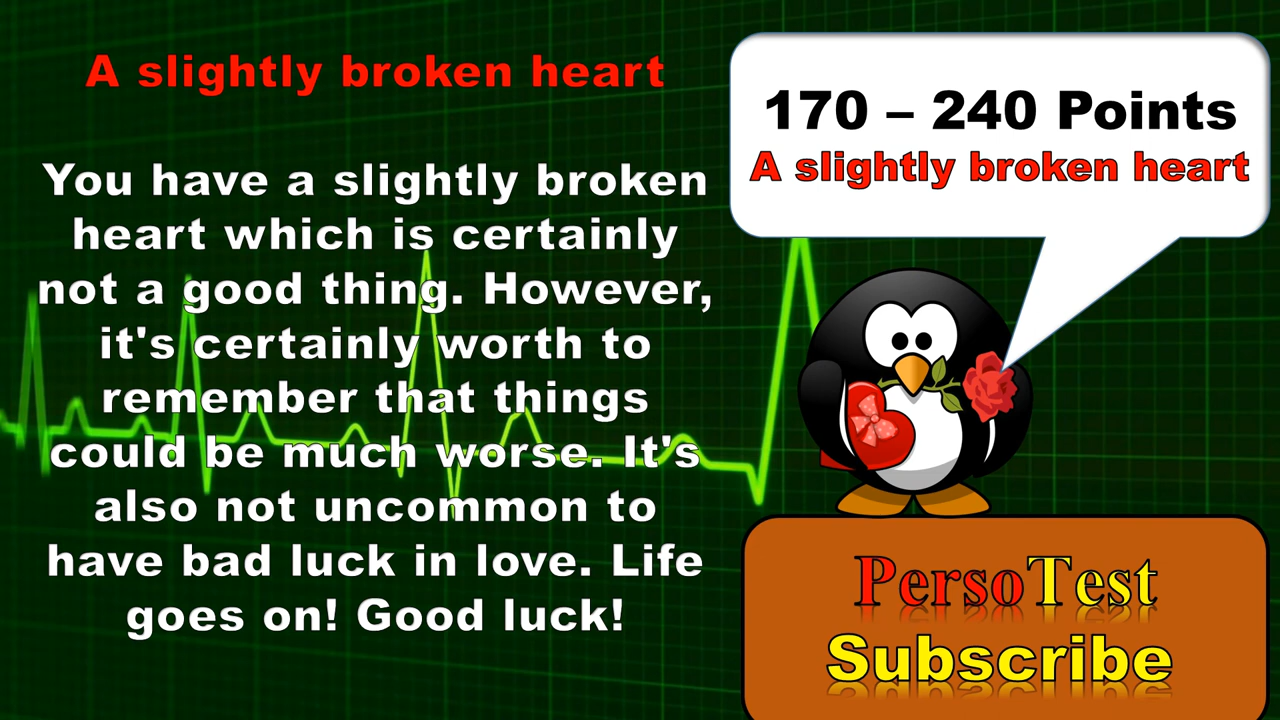 A slightly broken heart
You have a slightly broken
heart which is certainly
not a good thing. However,
it's certainly worth to
remember that things
could be much worse. It's
also not uncommon to
have bad luck in love. Life
goes on! Good luck!
170 – 240 Points
A slightly broken heart
PersoTest
Subscribe